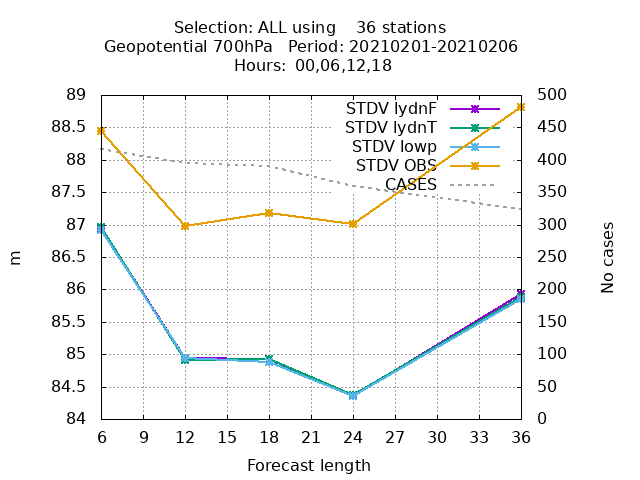 Selection: ALL using    36 stations
Geopotential 700hPa   Period: 20210201-20210206
Hours:  00,06,12,18
STDV lydnF
STDV lydnT
STDV lowp
STDV OBS
CASES
89
88.5
88
87.5
87
86.5
86
85.5
85
84.5
84
m
500
450
400
350
300
250
200
150
100
50
0
No cases
6 9 12 15 18 21 24 27 30 33 36
Forecast length